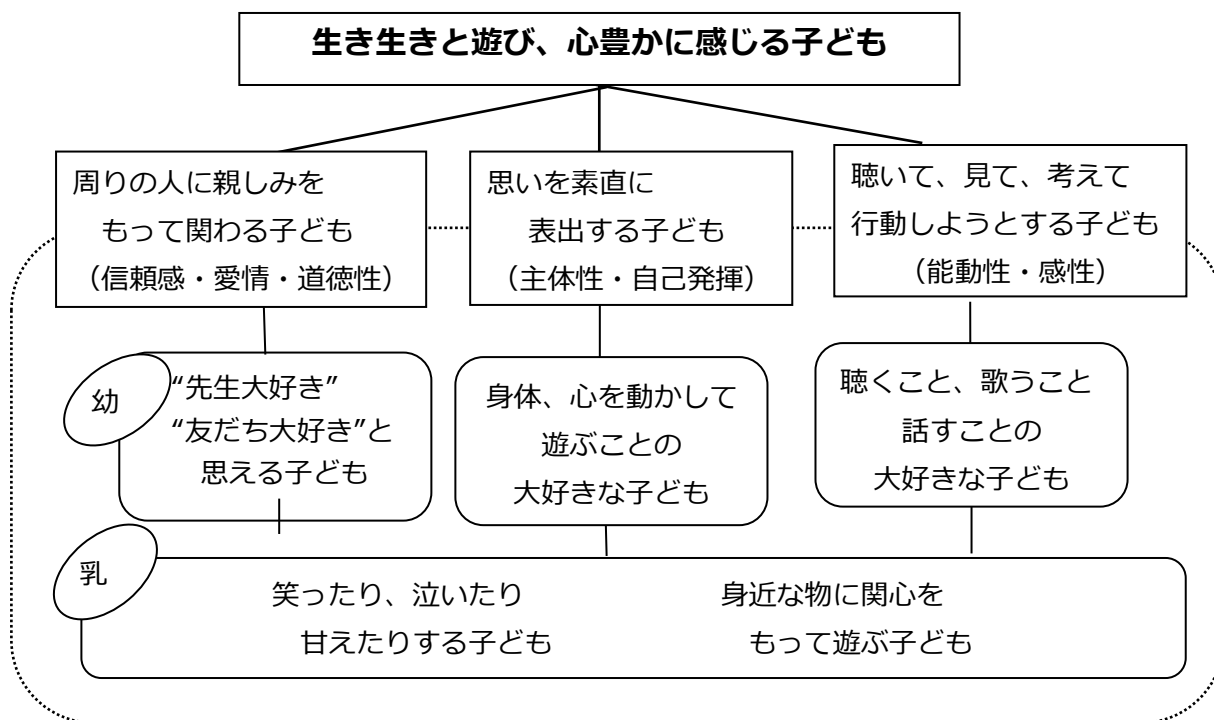 生き生きと遊び、心豊かに感じる子ども
周りの人に親しみを
もって関わる子ども
（信頼感・愛情・道徳性）
思いを素直に
表出する子ども
（主体性・自己発揮）
聴いて、見て、考えて
行動しようとする子ども
（能動性・感性）
幼
“先生大好き”
“友だち大好き”と
思える子ども
身体、心を動かして
遊ぶことの
大好きな子ども
聴くこと、歌うこと
話すことの
大好きな子ども
乳
笑ったり、泣いたり
甘えたりする子ども
身近な物に関心を
もって遊ぶ子ども